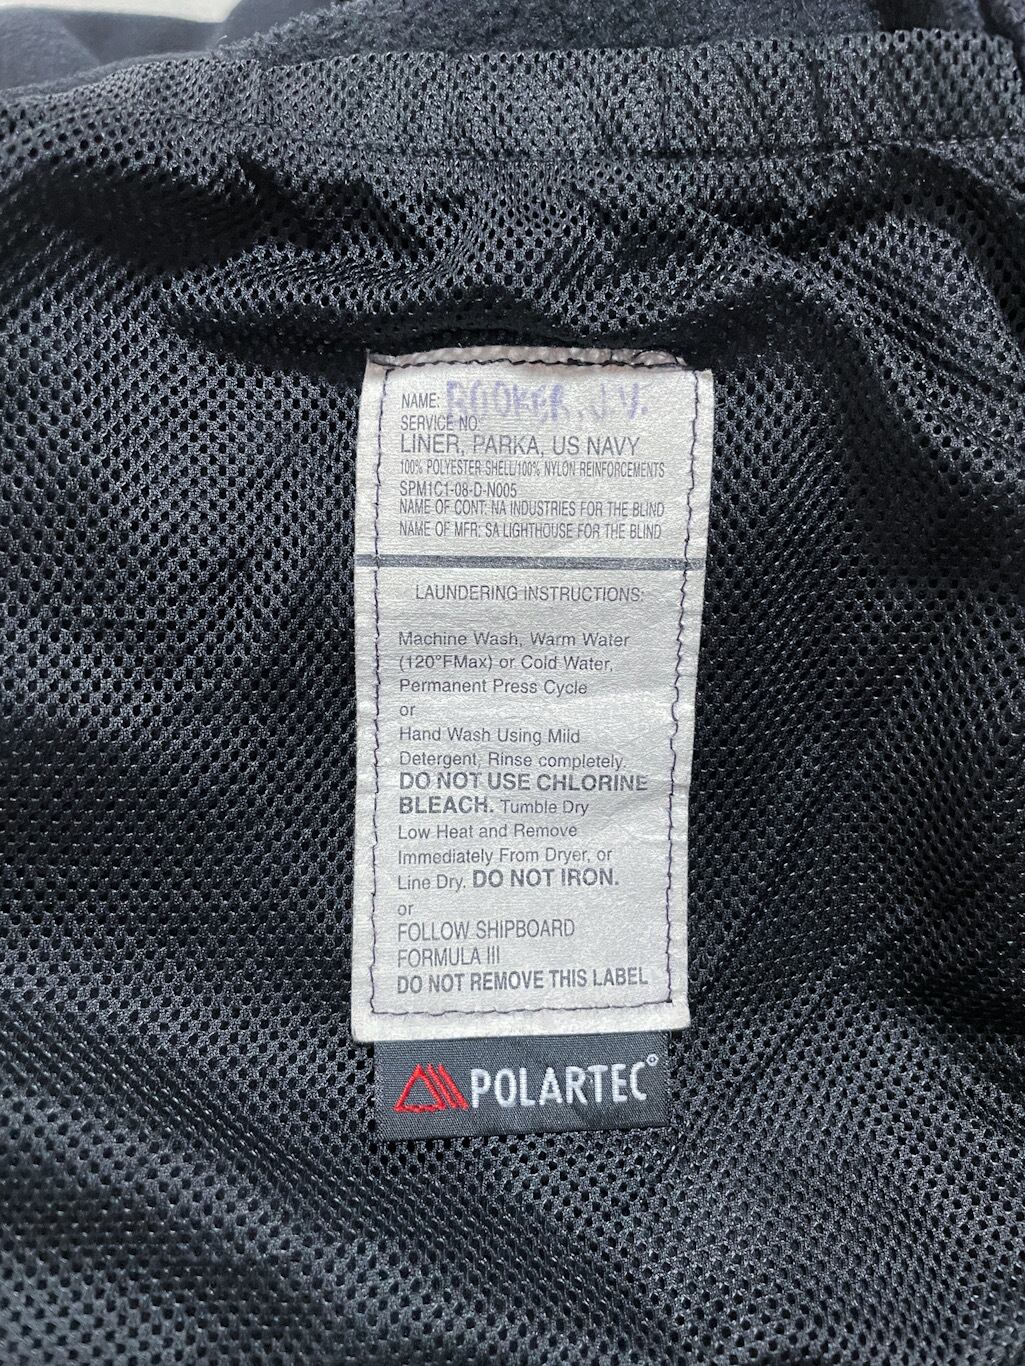 NAME: BOOKER, J.V.
SERVICE NO:
LINER, PARKA, US NAVY
100% POLYESTER SHELL/100% NYLON REINFORCEMENTS
SPM1C1-08-D-N005
NAME OF CONT: NA INDUSTRIES FOR THE BLIND
NAME OF MFR: SA LIGHTHOUSE FOR THE BLIND
LAUNDERING INSTRUCTIONS:
Machine Wash, Warm Water
(120°FMax) or Cold Water,
Permanent Press Cycle
or
Hand Wash Using Mild
Detergent, Rinse completely.
DO NOT USE CHLORINE
BLEACH. Tumble Dry
Low Heat and Remove
Immediately From Dryer, or
Line Dry. DO NOT IRON.
or
FOLLOW SHIPBOARD
FORMULA III
DO NOT REMOVE THIS LABEL
POLARTEC®